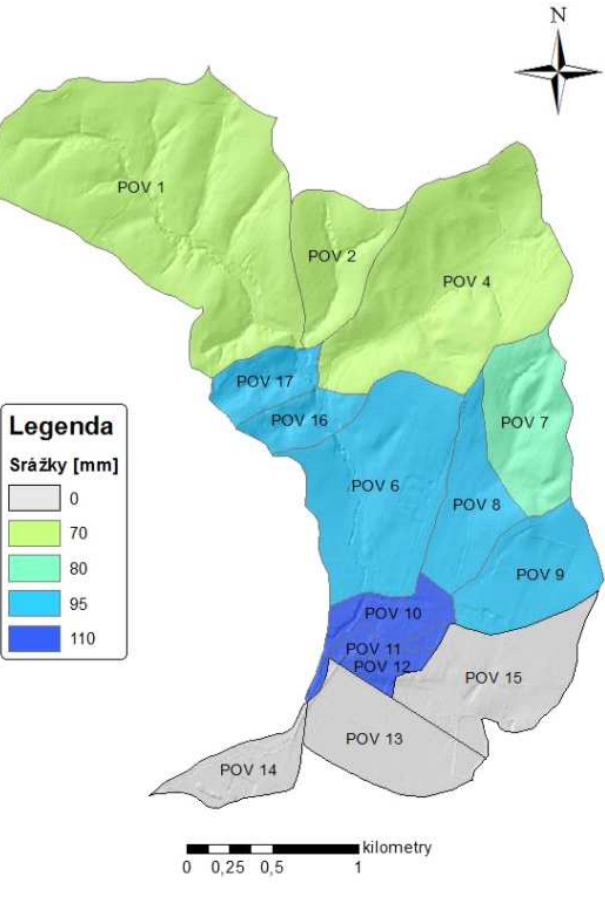 N
POV 1
POV 2
POV 4
POV 17
POV 16
POV 7
POV 6
POV 8
POV 9
POV 10
POV 11
POV 12
POV 15
POV 13
POV 14
Legenda
Srážky [mm]
0
70
80
95
110
kilometry
0 0,25 0,5 1